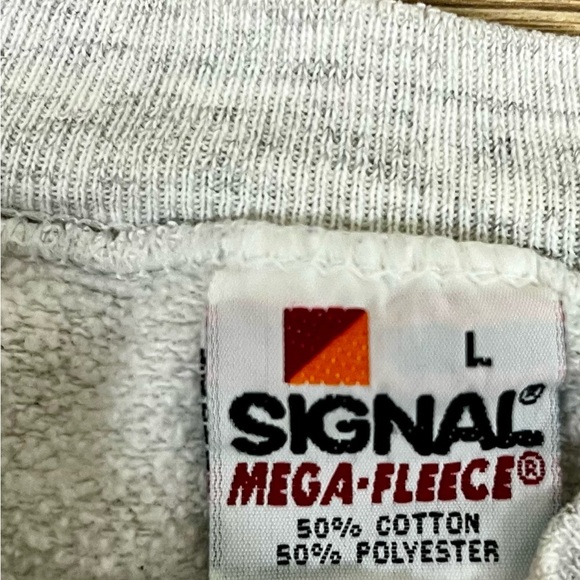 L
SIGNAL®
MEGA-FLEECE®
50% COTTON
50% POLYESTER